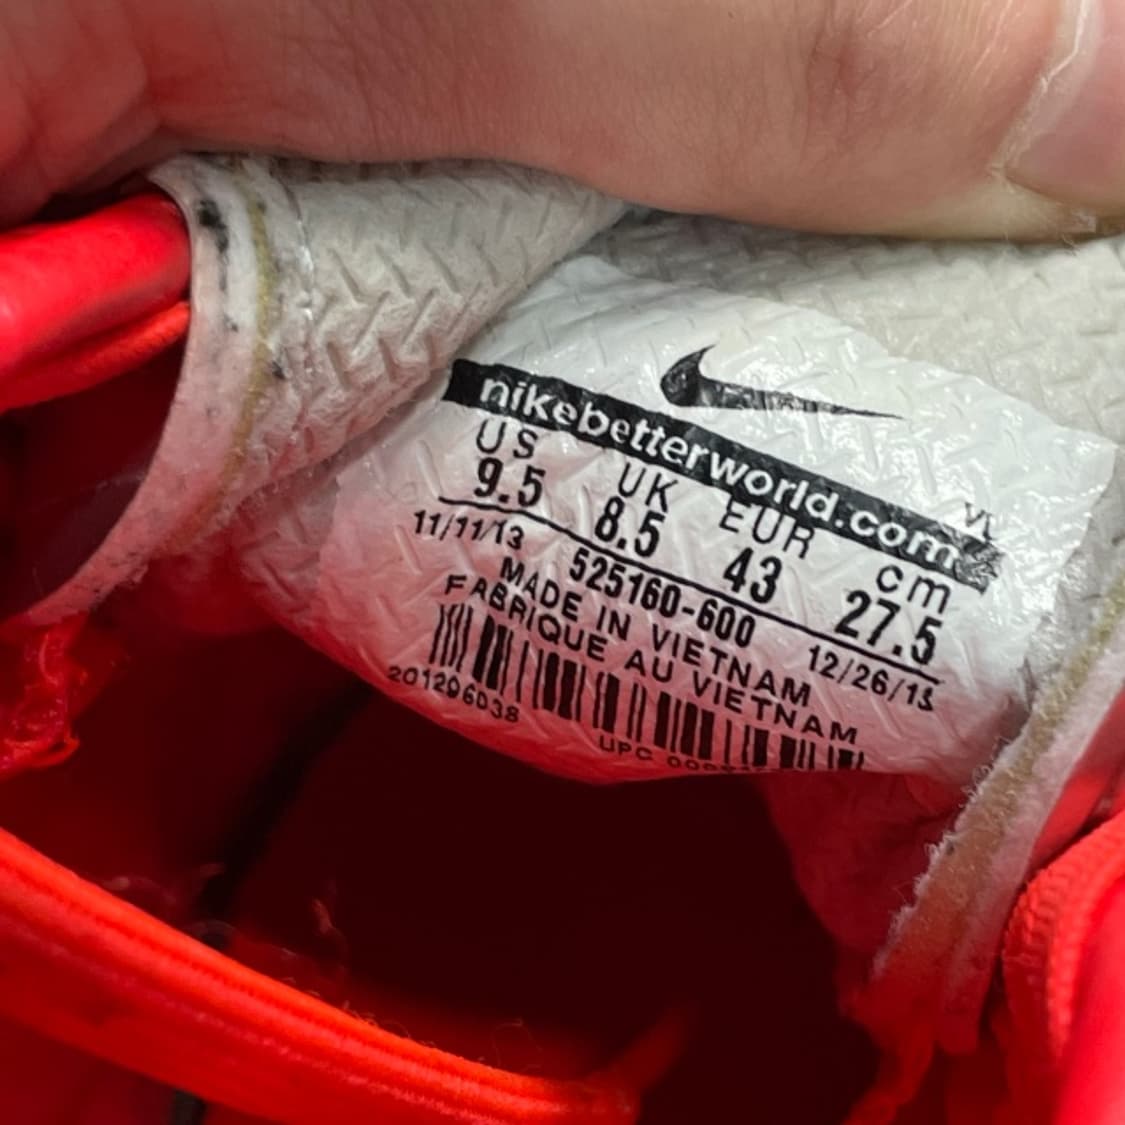 nikebetterworld.com
US UK EUR cm
9.5 8.5 43 27.5
11/11/13 525160-600 12/26/13
MADE IN VIETNAM
FABRIQUE AU VIETNAM
201296038
UPC